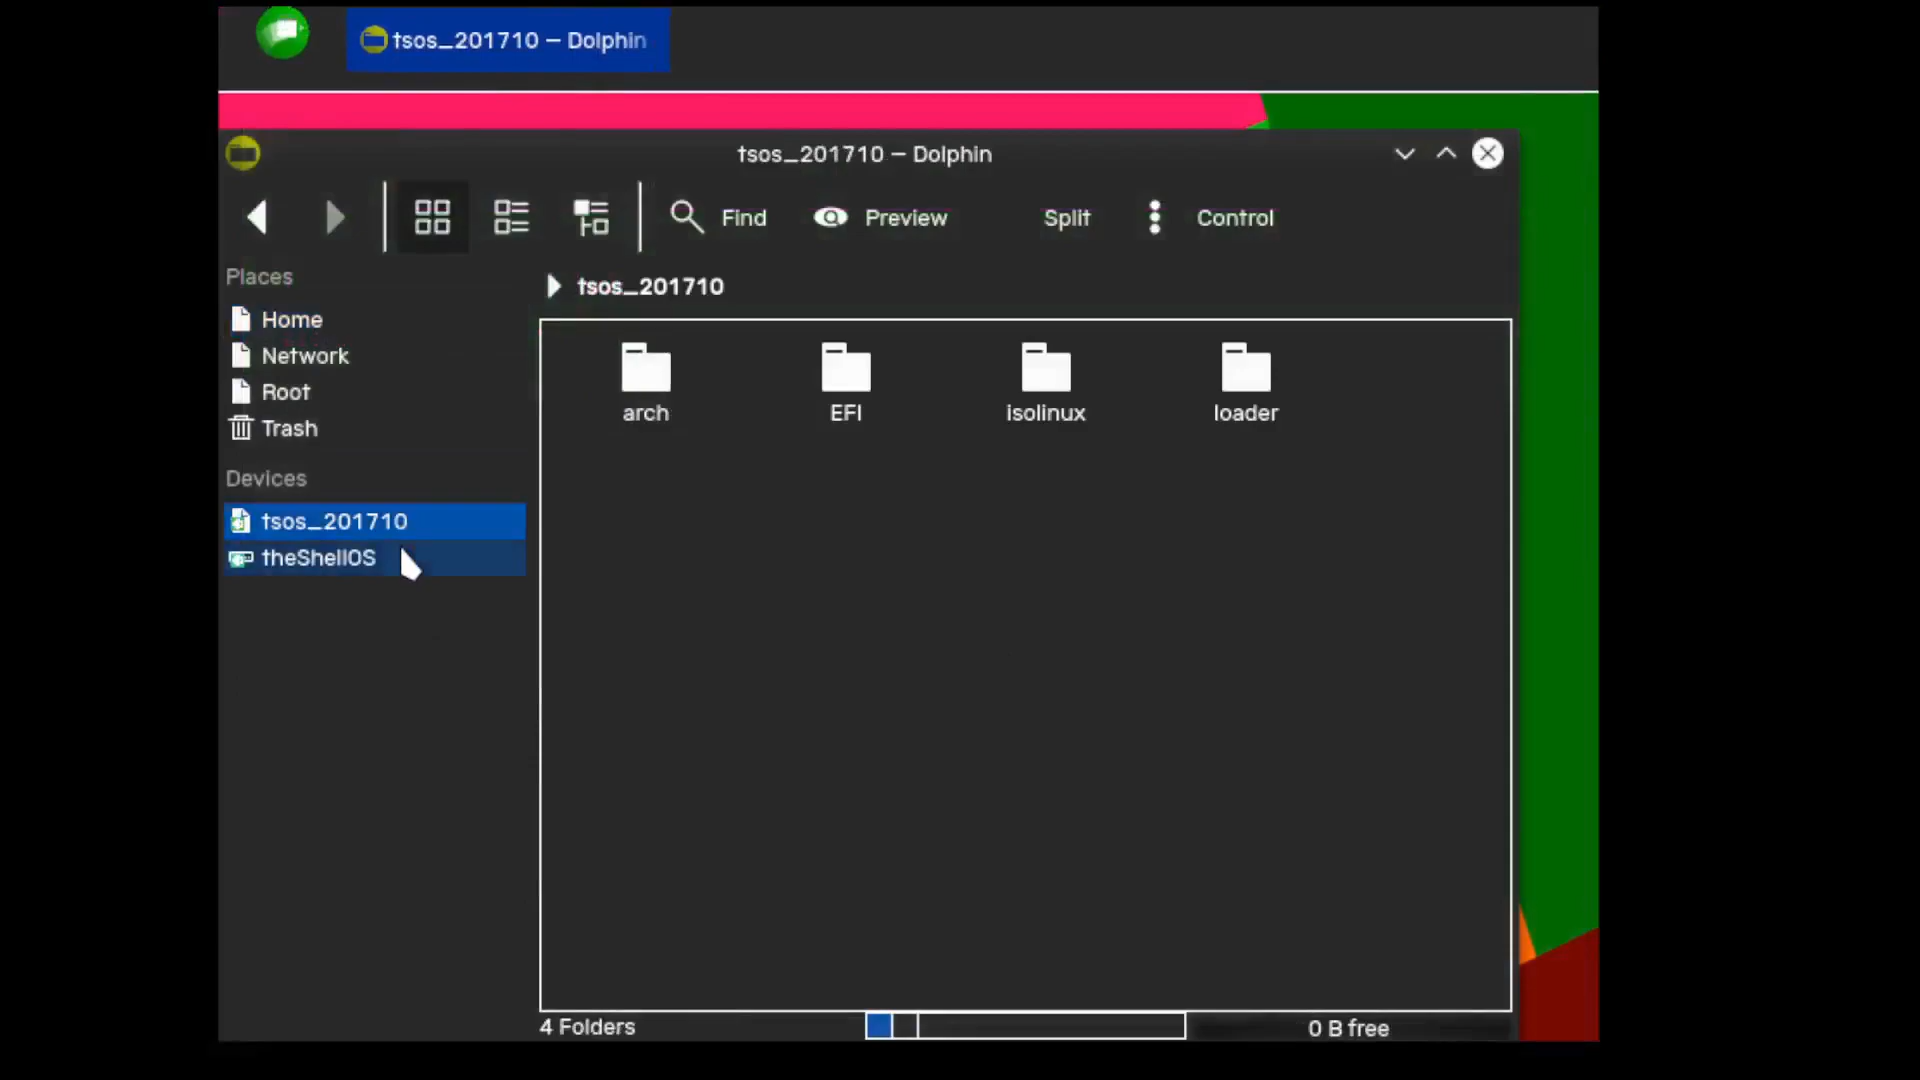 tsos_201710 – Dolphin
tsos_201710 – Dolphin
Find Preview Split Control
Places
tsos_201710
Home
Network
Root
Trash
arch EFI isolinux loader
Devices
tsos_201710
theShellOS
4 Folders 0 B free